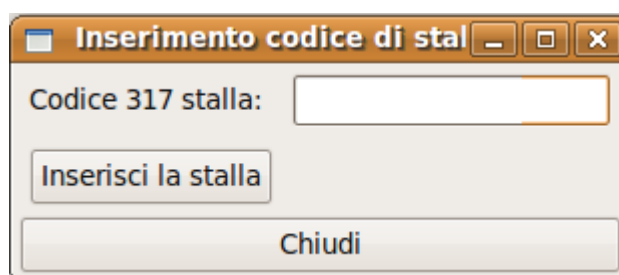 Inserimento codice di stal
Codice 317 stalla:
Inserisci la stalla
Chiudi